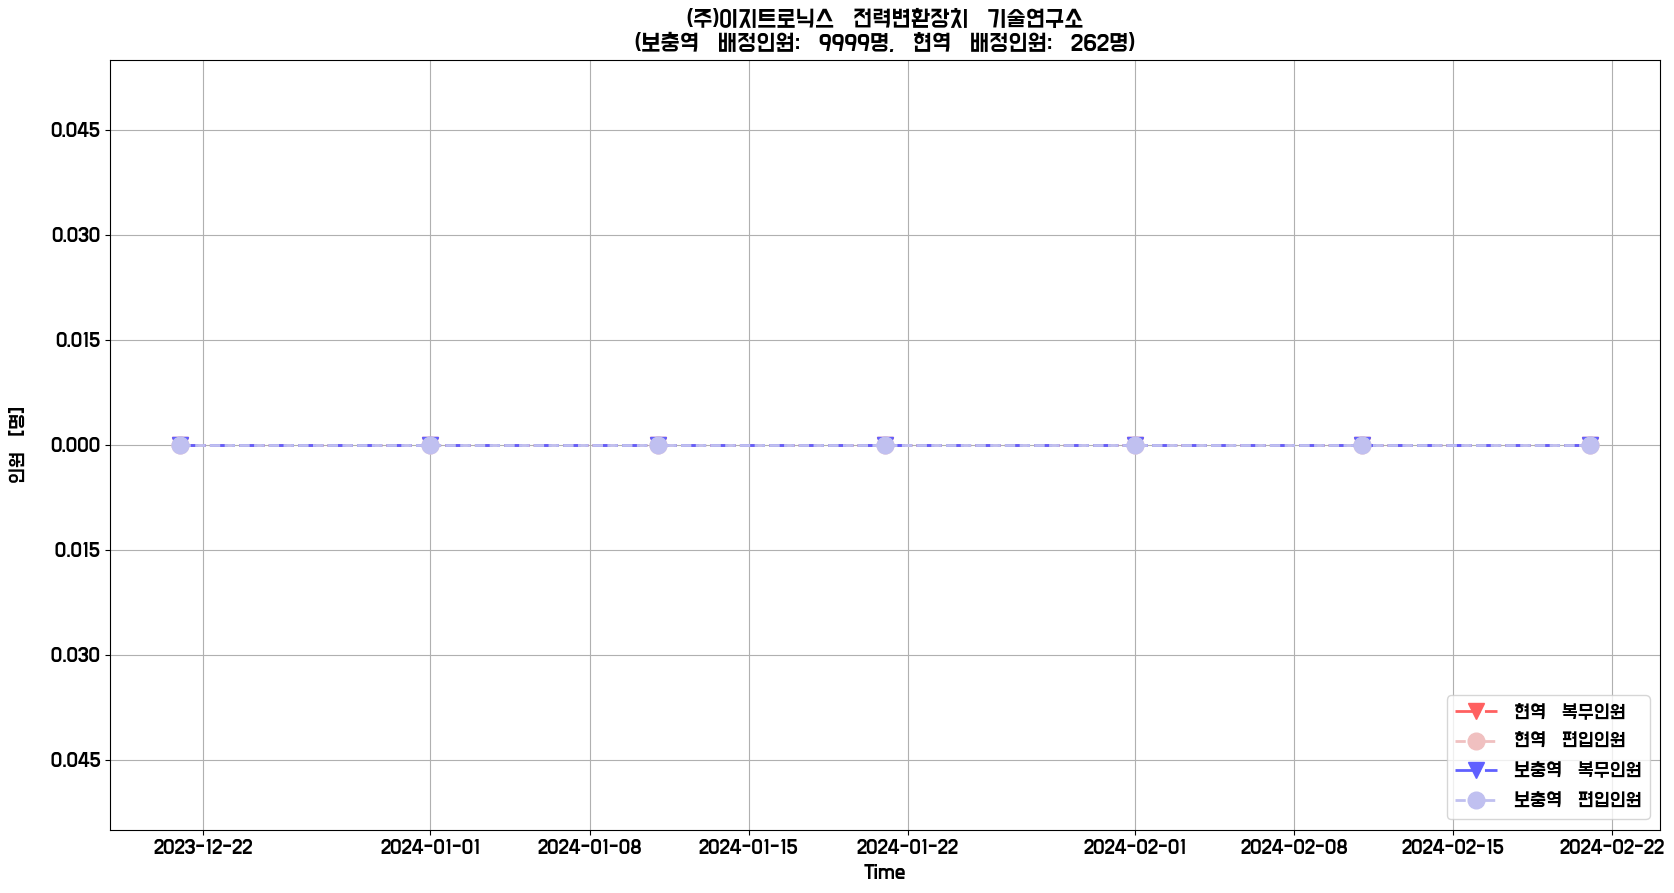 (주)이지트로닉스 전력변환장치 기술연구소
(보충역 배정인원: 9999명, 현역 배정인원: 262명)
0.045
0.030
0.015
0.000
0.015
0.030
0.045
인원 [명]
현역 복무인원
현역 편입인원
보충역 복무인원
보충역 편입인원
2023-12-22 2024-01-01 2024-01-08 2024-01-15 2024-01-22 2024-02-01 2024-02-08 2024-02-15 2024-02-22
Time